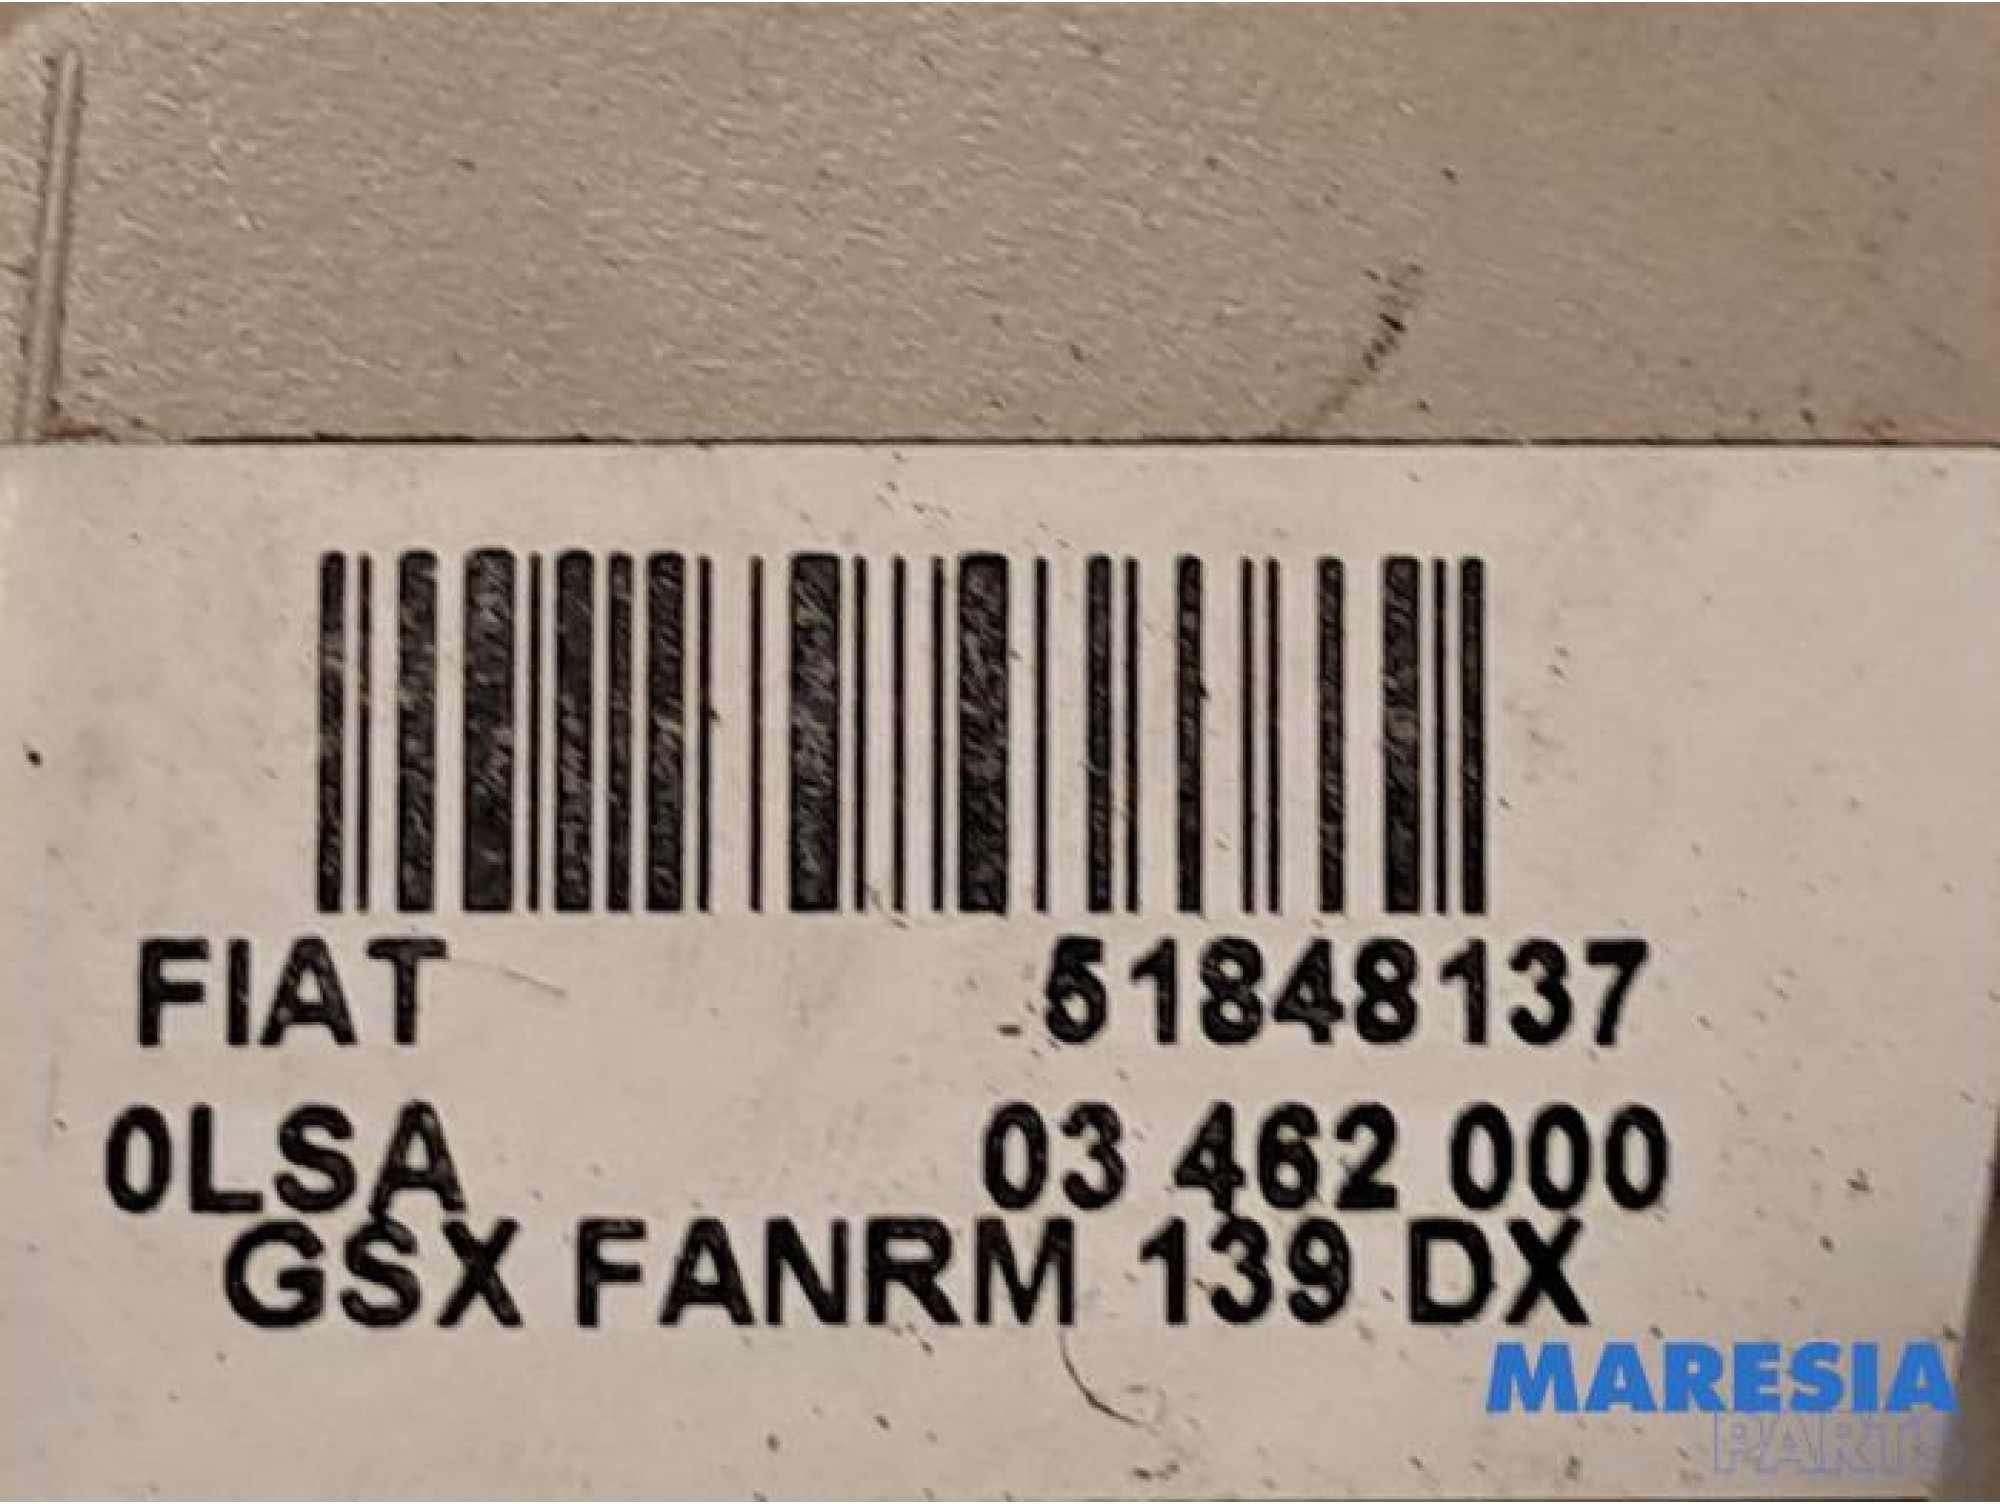 FIAT 51848137
0LSA 03 462 000
GSX FANRM 139 DX
MARESIA
PARTS